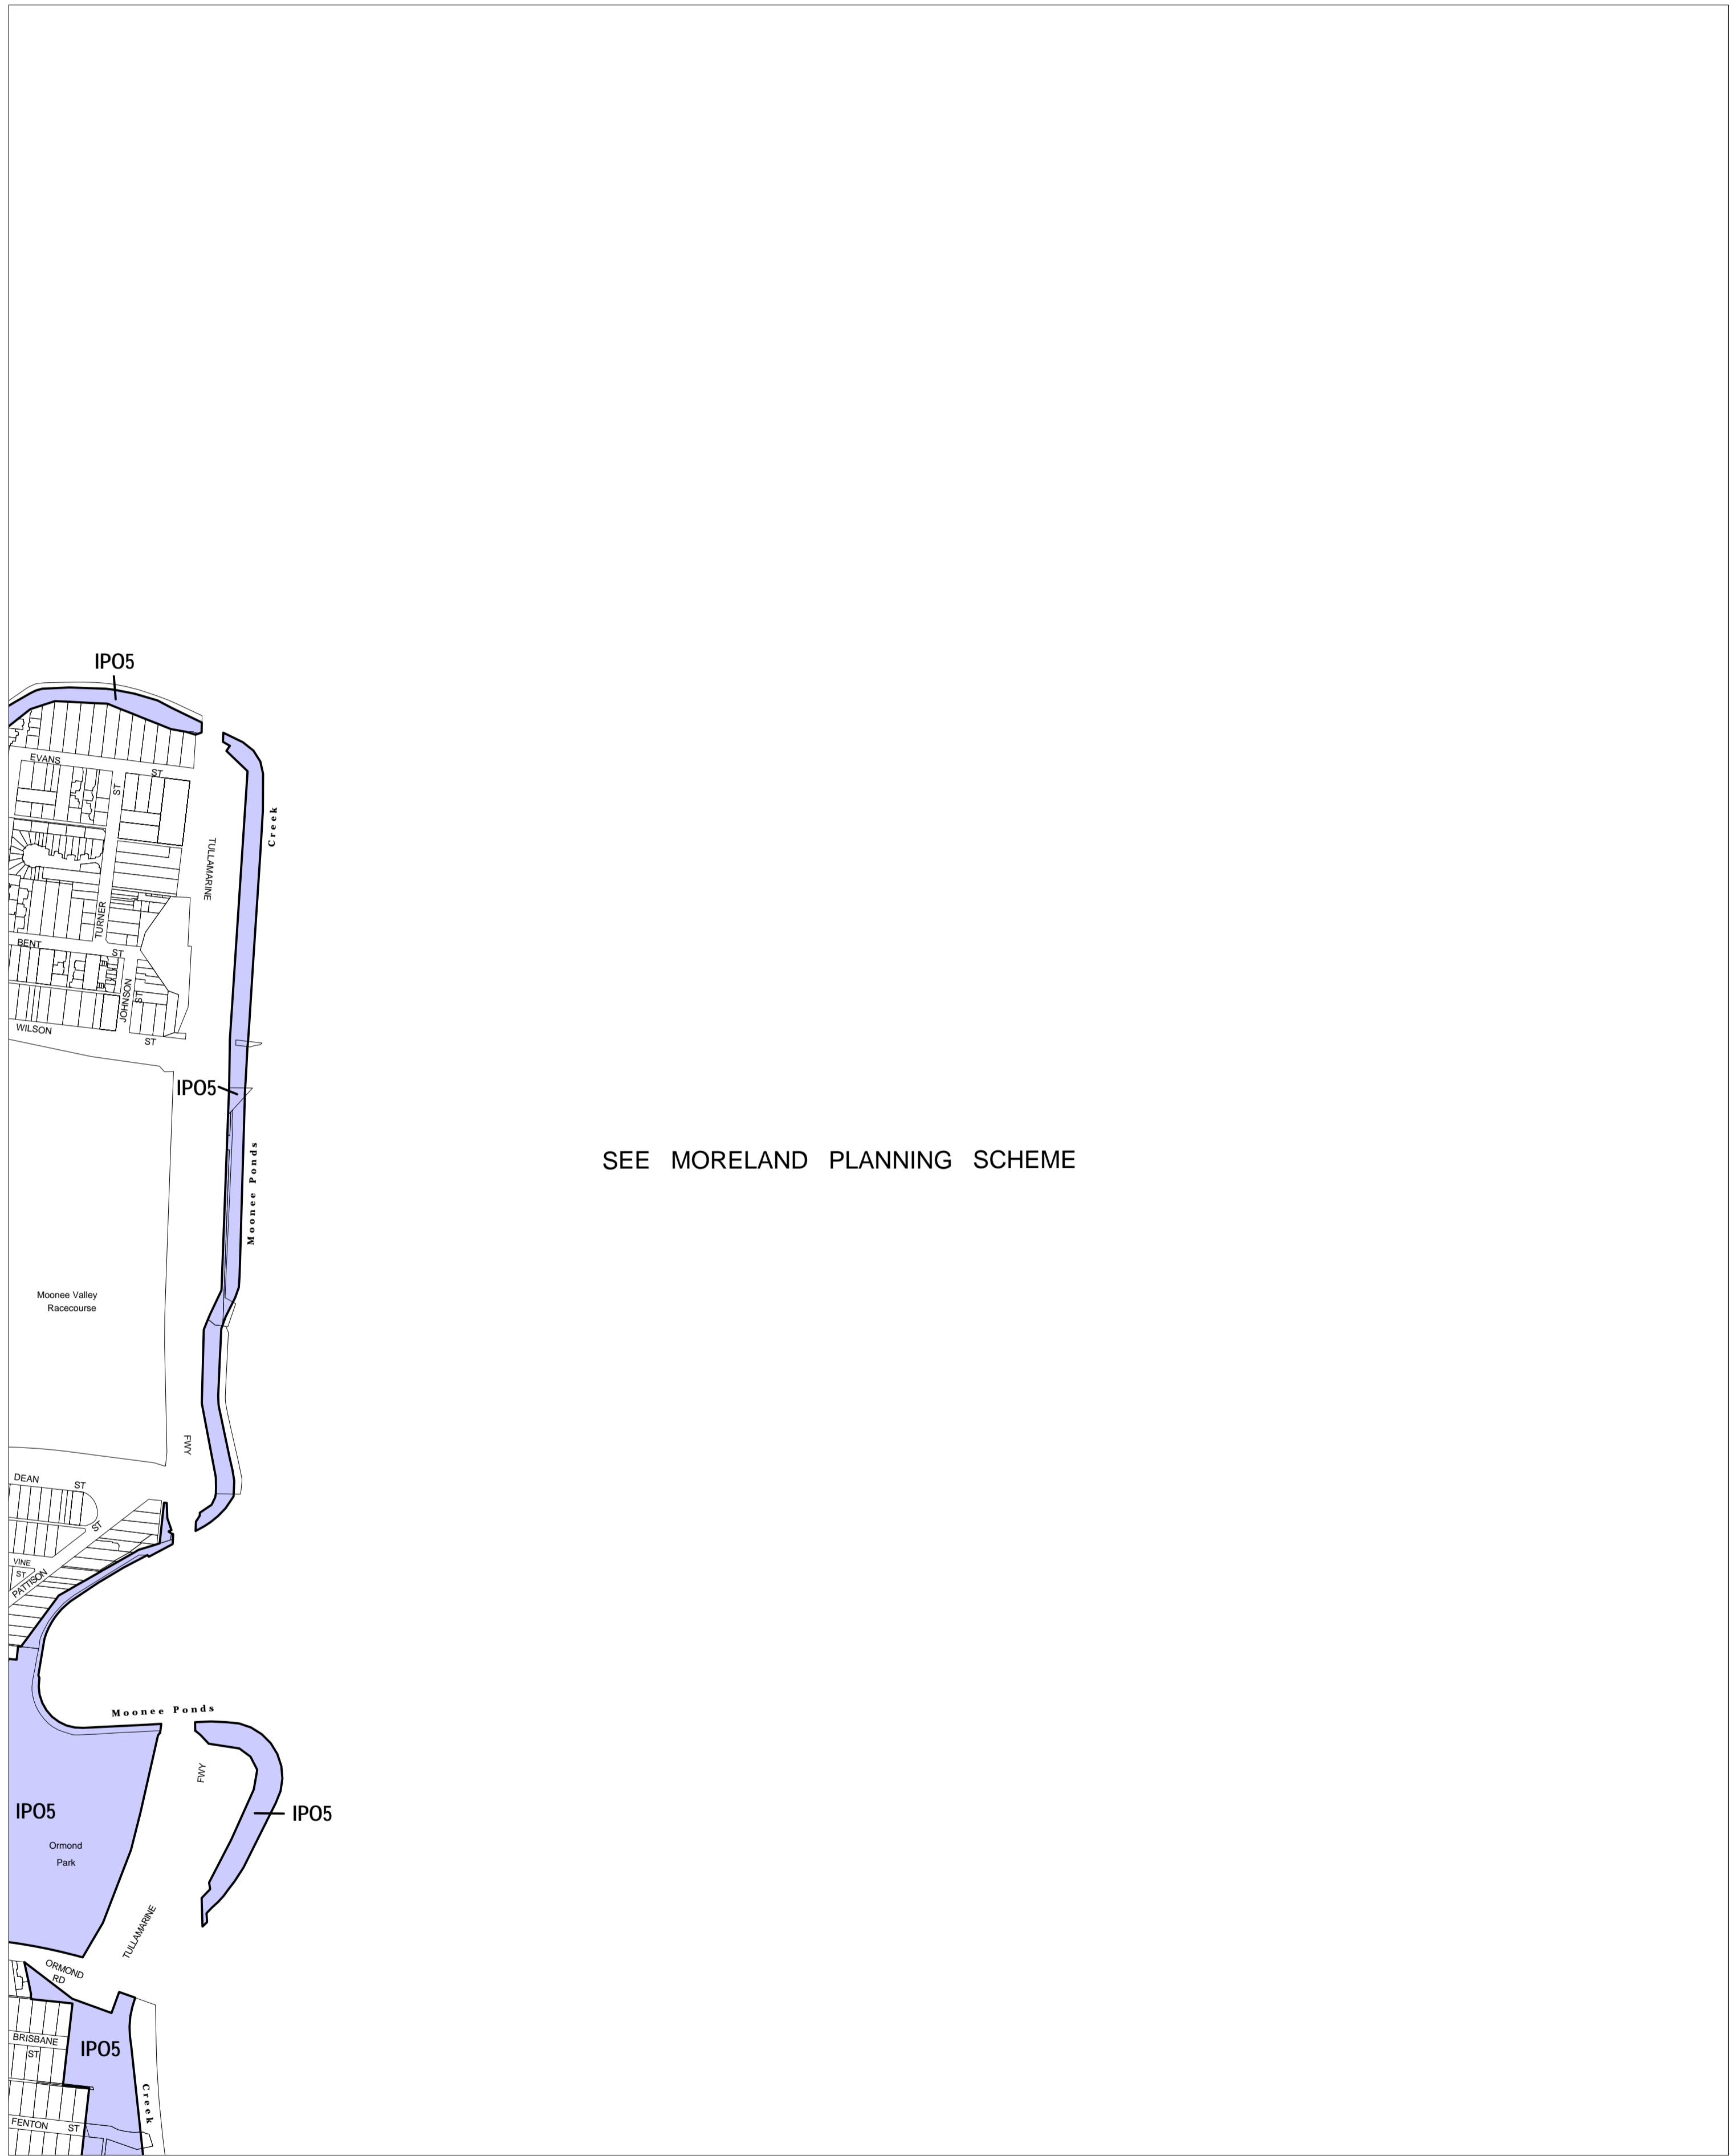 IPO5
EVANS
ST
ST
Creek
TULLAMARINE
TURNER
BENT
ST
JOHNSON
ST
WILSON
ST
IPO5
Moonee Ponds
SEE MORELAND PLANNING SCHEME
Moonee Valley
Racecourse
FWY
DEAN
ST
ST
VINE
ST
PATTISON
Moonee Ponds
FWY
IPO5
IPO5
Ormond
Park
TULLAMARINE
ORMOND
RD
BRISBANE
ST
IPO5
Creek
FENTON
ST